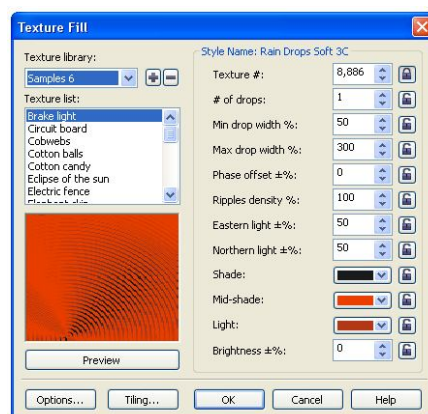 Texture Fill
Texture library:
Samples 6
Texture list:
Brake light
Circuit board
Cobwebs
Cotton balls
Cotton candy
Eclipse of the sun
Electric fence
Elephant skin
Preview
Style Name: Rain Drops Soft 3C
Texture #: 8,886
# of drops: 1
Min drop width %: 50
Max drop width %: 300
Phase offset ±%: 0
Ripples density %: 100
Eastern light ±%: 50
Northern light ±%: 50
Shade:
Mid-shade:
Light:
Brightness ±%: 0
Options... Tiling... OK Cancel Help